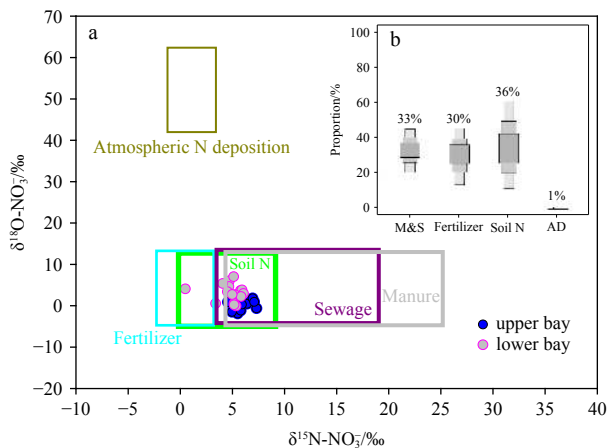 a
b
70
60
50
40
30
20
10
0
−10
−20
−10
−5
0
5
10
15
20
25
30
35
40
δ¹⁸O-NO₃⁻/‰
δ¹⁵N-NO₃⁻/‰
Atmospheric N deposition
Soil N
Sewage
Manure
Fertilizer
upper bay
lower bay
Proportion/%
100
80
60
40
20
0
33%
30%
36%
1%
M&S
Fertilizer
Soil N
AD